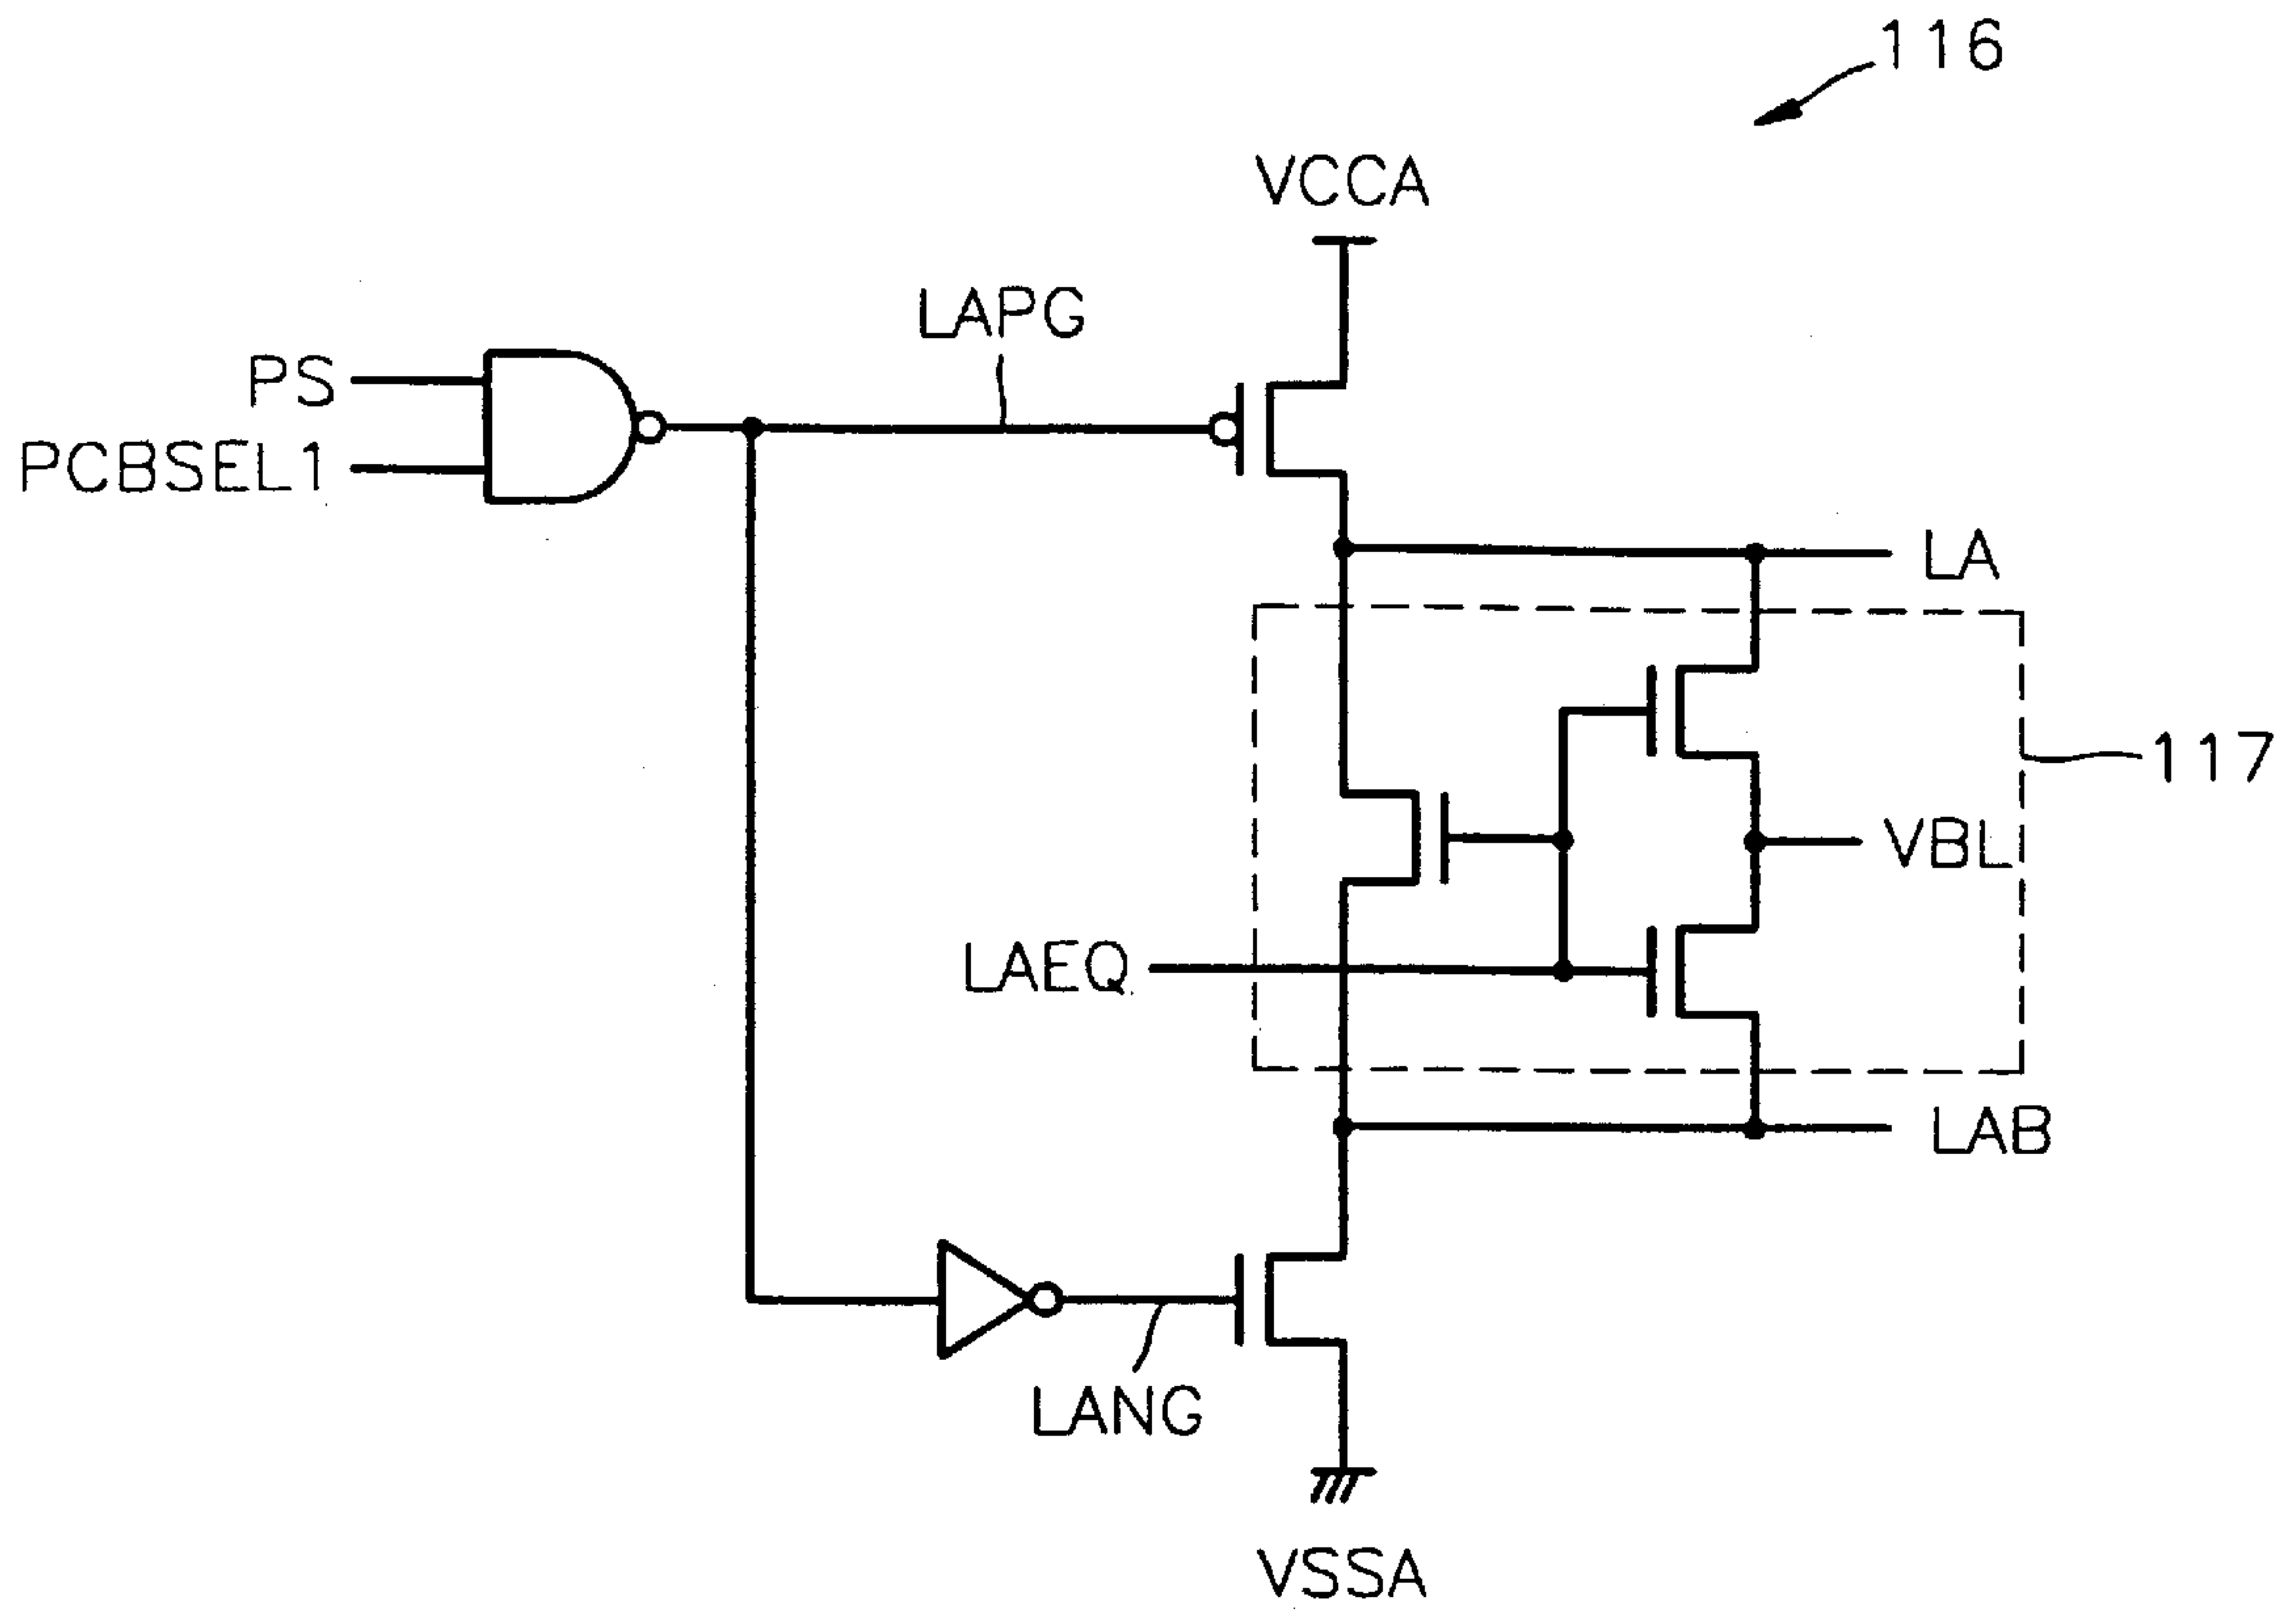 116
VCCA
LAPG
PS
PCBSEL1
LA
117
VBL
LAEQ
LAB
LANG
VSSA